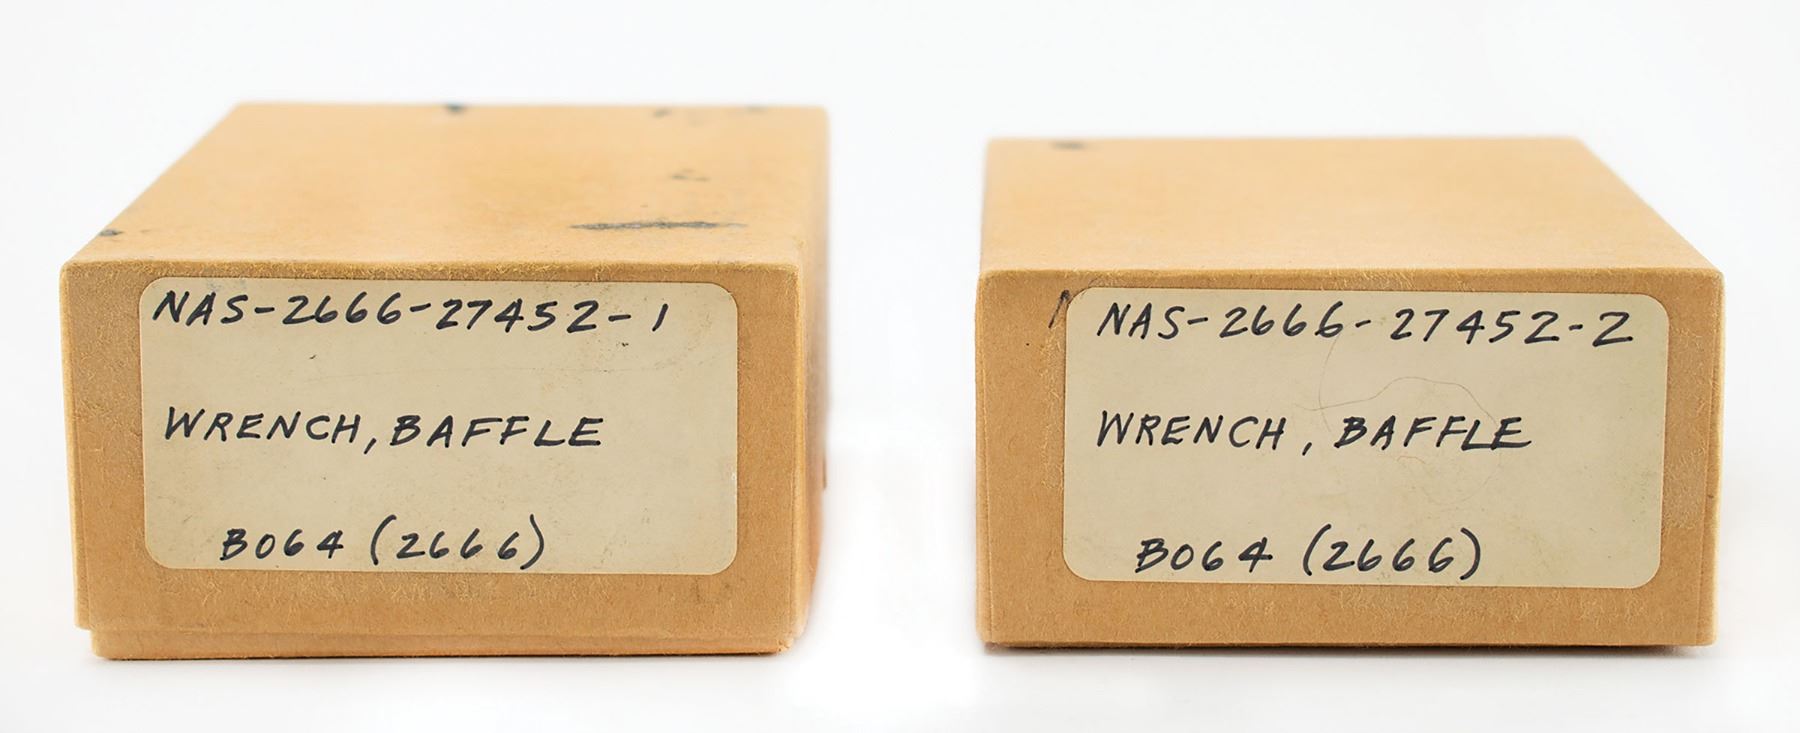 NAS-2666-27452-1
WRENCH, BAFFLE
B064 (2666)
NAS-2666-27452-2
WRENCH, BAFFLE
B064 (2666)